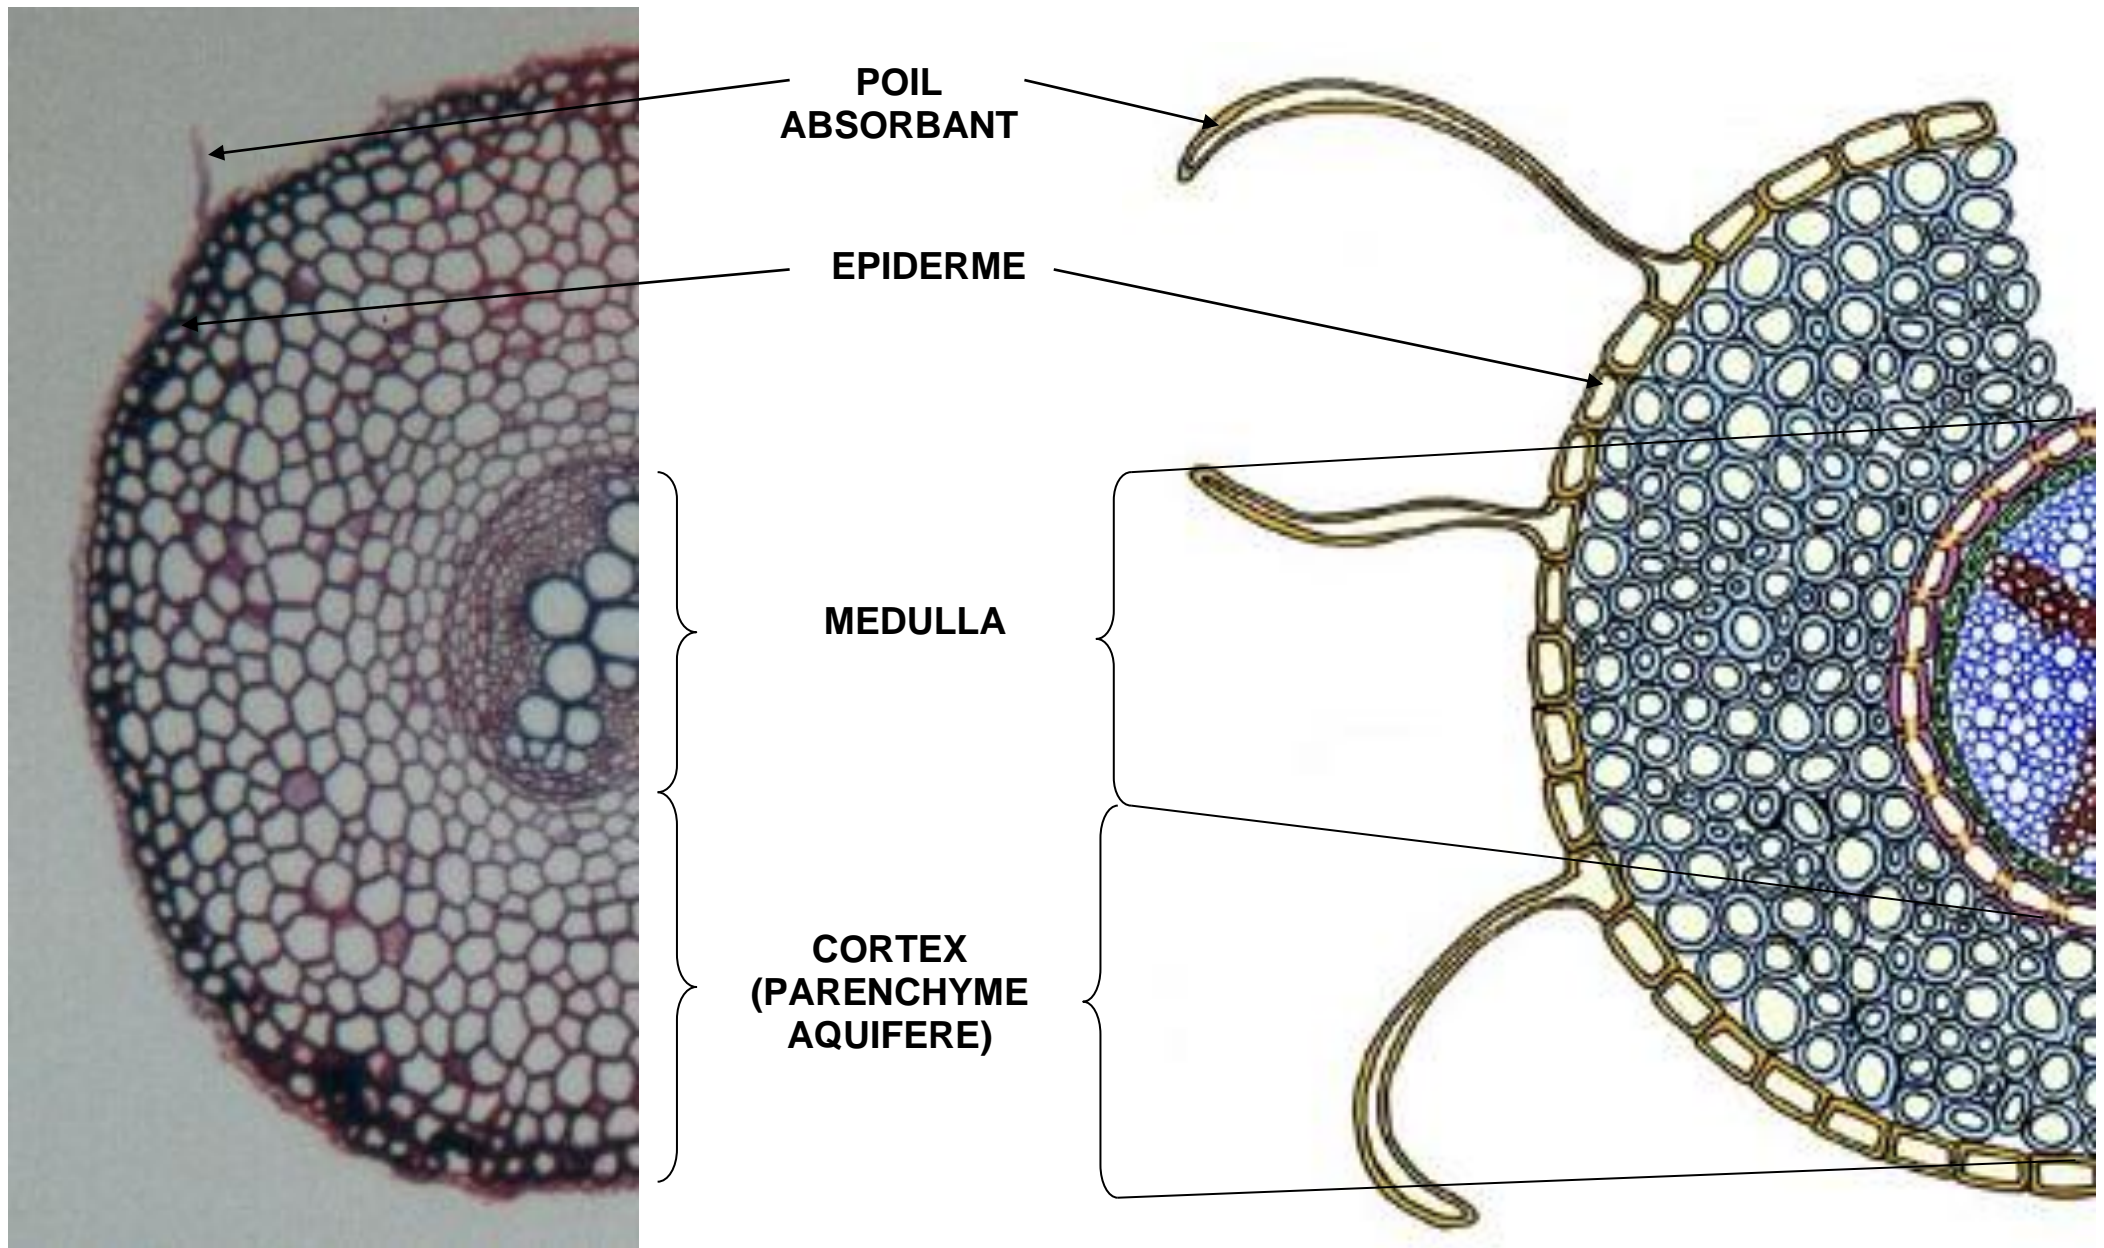 POIL
ABSORBANT
EPIDERME
MEDULLA
CORTEX
(PARENCHYME
AQUIFERE)